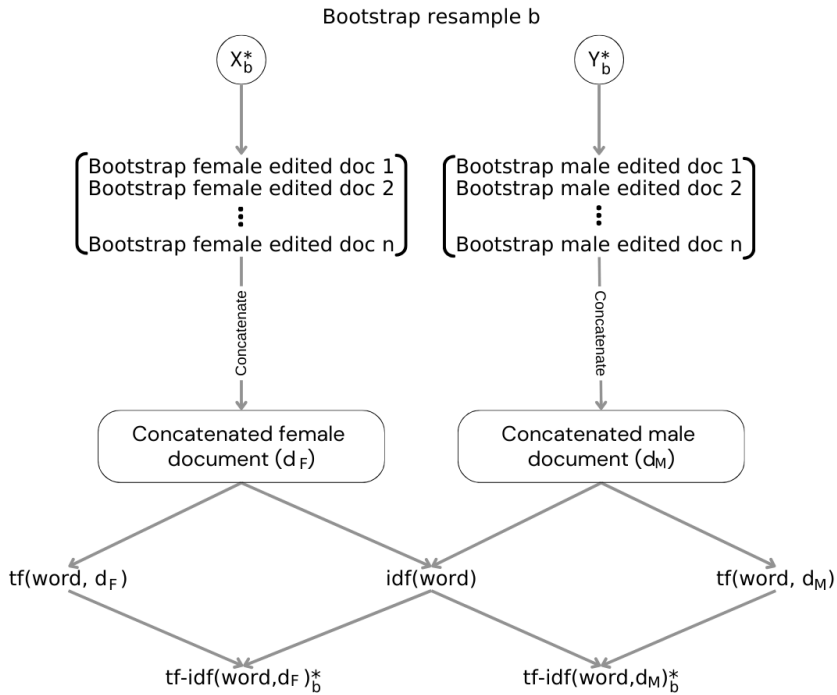 Bootstrap resample b
X*b
Y*b
Bootstrap female edited doc 1
Bootstrap female edited doc 2
⋮
Bootstrap female edited doc n
Bootstrap male edited doc 1
Bootstrap male edited doc 2
⋮
Bootstrap male edited doc n
Concatenate
Concatenate
Concatenated female
document (dF)
Concatenated male
document (dM)
tf(word, dF)
idf(word)
tf(word, dM)
tf-idf(word,dF)*b
tf-idf(word,dM)*b